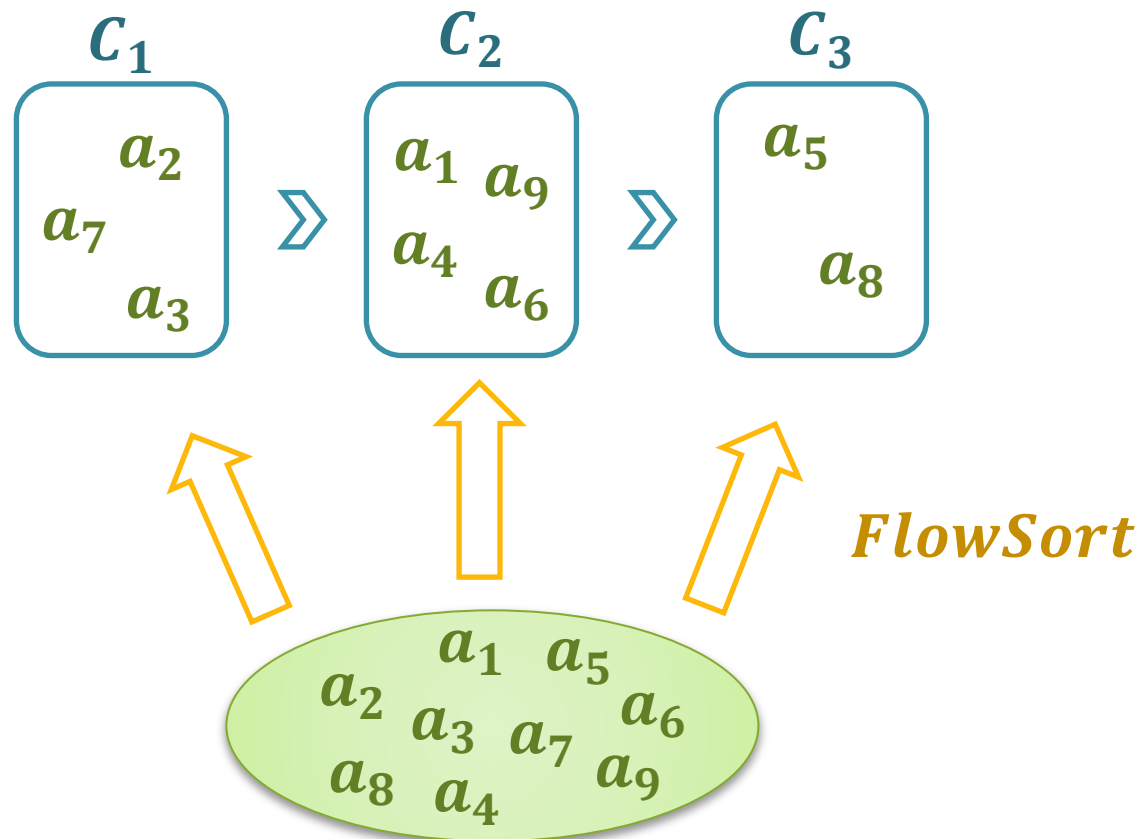 C₁ C₂ C₃
a₂
a₁ a₉
a₅
a₇
a₄
a₆
a₃
a₈
FlowSort
a₁ a₅
a₂ a₃ a₇ a₆
a₈ a₄ a₉